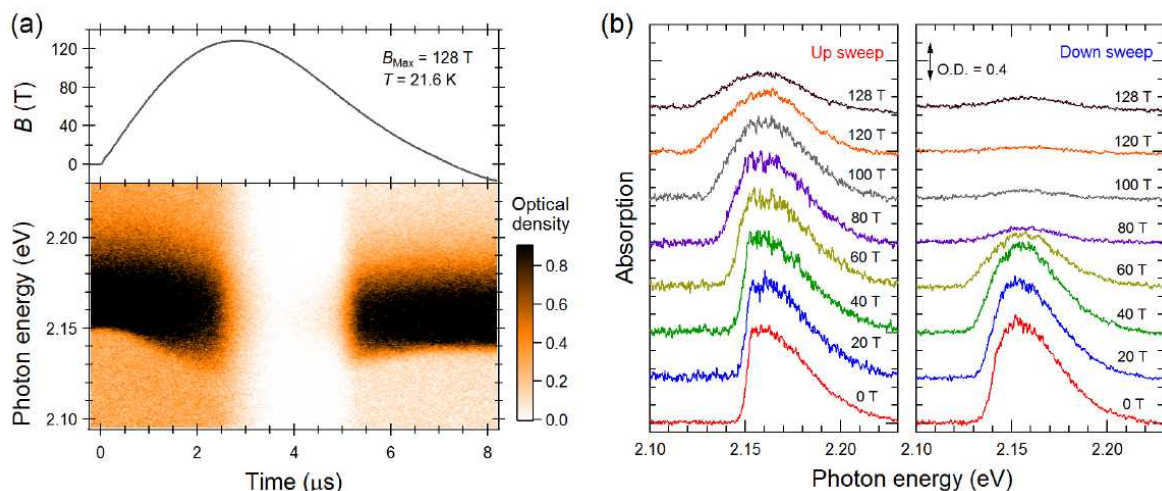 (a)
120
80
40
0
B (T)
BMax = 128 T
T = 21.6 K
2.20
2.15
2.10
Photon energy (eV)
Optical
density
0.8
0.6
0.4
0.2
0.0
0 2 4 6 8
Time (μs)
(b)
Absorption
Up sweep
128 T
120 T
100 T
80 T
60 T
40 T
20 T
0 T
2.10 2.15 2.20
O.D. = 0.4
Down sweep
128 T
120 T
100 T
80 T
60 T
40 T
20 T
0 T
2.10 2.15 2.20
Photon energy (eV)